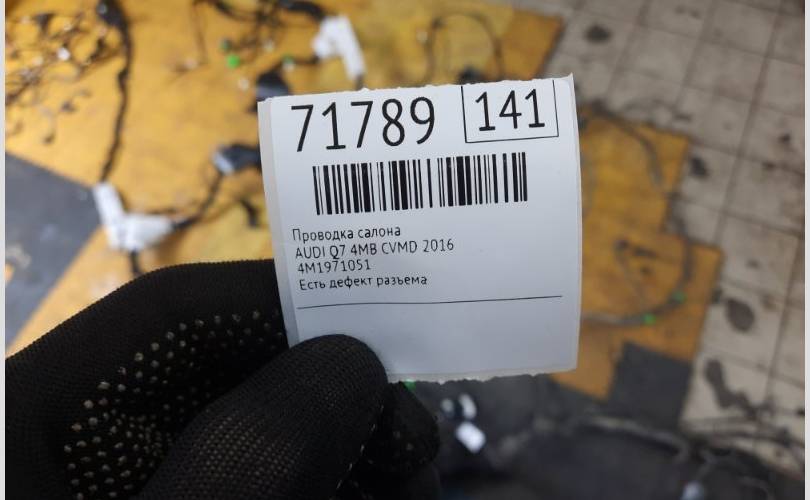 71789 141
Проводка салона
AUDI Q7 4MB CVMD 2016
4M1971051
Есть дефект разъема